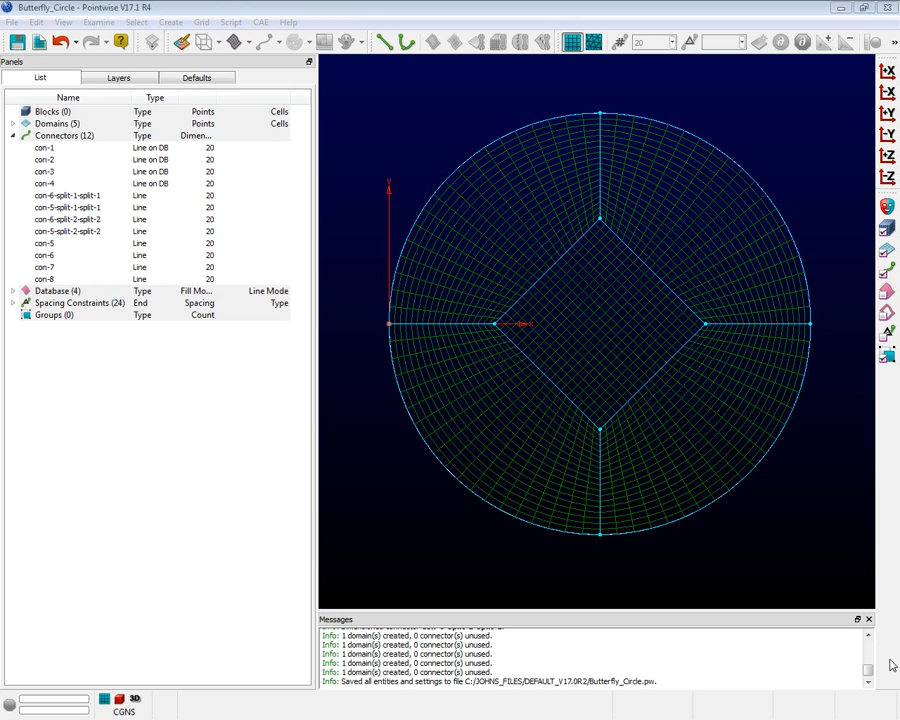 Butterfly_Circle - Pointwise V17.1 R4
File Edit View Examine Select Create Grid Script CAE Help
20
»
Panels
List Layers Defaults
Name Type
Blocks (0) Type Points Cells
Domains (5) Type Points Cells
Connectors (12) Type Dimen...
con-1 Line on DB 20
con-2 Line on DB 20
con-3 Line on DB 20
con-4 Line on DB 20
con-6-split-1-split-1 Line 20
con-5-split-1-split-1 Line 20
con-6-split-2-split-2 Line 20
con-5-split-2-split-2 Line 20
con-5 Line 20
con-6 Line 20
con-7 Line 20
con-8 Line 20
Database (4) Type Fill Mo... Line Mode
Spacing Constraints (24) End Spacing Type
Groups (0) Type Count
Y
X
+X
-X
+Y
-Y
+Z
-Z
Messages
Info: 1 domain(s) created, 0 connector(s) unused.
Info: 1 domain(s) created, 0 connector(s) unused.
Info: 1 domain(s) created, 0 connector(s) unused.
Info: 1 domain(s) created, 0 connector(s) unused.
Info: 1 domain(s) created, 0 connector(s) unused.
Info: Saved all entities and settings to file C:/JOHNS_FILES/DEFAULT_V17.0R2/Butterfly_Circle.pw.
3D
CGNS